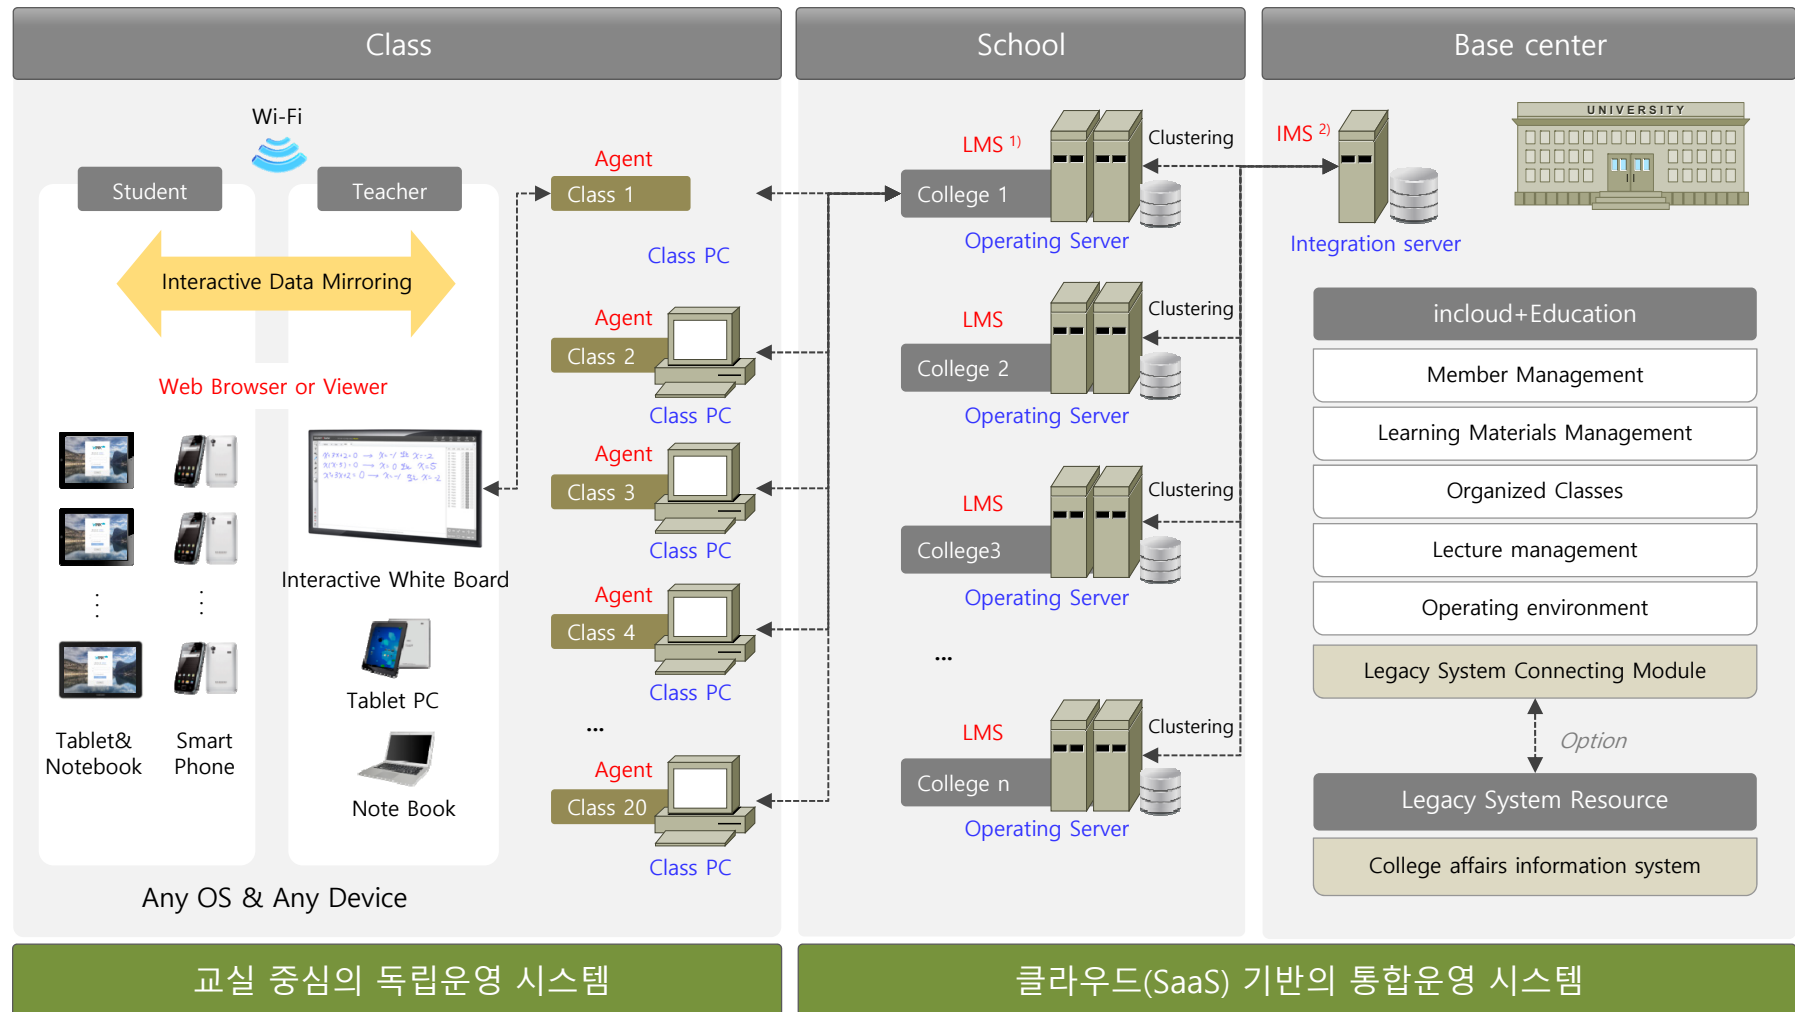 Class
School
Base center
Wi-Fi
Student
Teacher
Interactive Data Mirroring
Web Browser or Viewer
Interactive White Board
Tablet PC
Note Book
Tablet&
Notebook
Smart
Phone
Any OS & Any Device
Agent
Class 1
Class PC
Agent
Class 2
Class PC
Agent
Class 3
Class PC
Agent
Class 4
Class PC
...
Agent
Class 20
Class PC
LMS 1)
Clustering
College 1
Operating Server
LMS
Clustering
College 2
Operating Server
LMS
Clustering
College3
Operating Server
...
LMS
Clustering
College n
Operating Server
IMS 2)
Integration server
UNIVERSITY
incloud+Education
Member Management
Learning Materials Management
Organized Classes
Lecture management
Operating environment
Legacy System Connecting Module
Option
Legacy System Resource
College affairs information system
교실 중심의 독립운영 시스템
클라우드(SaaS) 기반의 통합운영 시스템